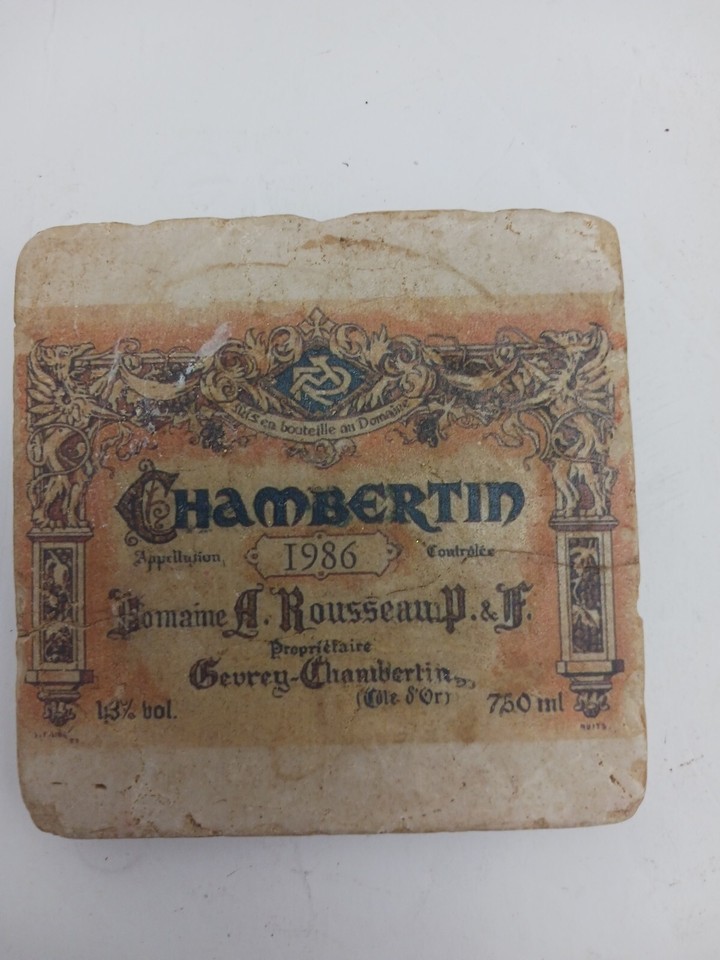 Mis en bouteille au Domaine
CHAMBERTIN
Appellation 1986 Contrôlée
Domaine A. Rousseau P. & F.
Propriétaire
Gevrey-Chambertin
(Côte d'Or)
13% vol. 750 ml
NUITS